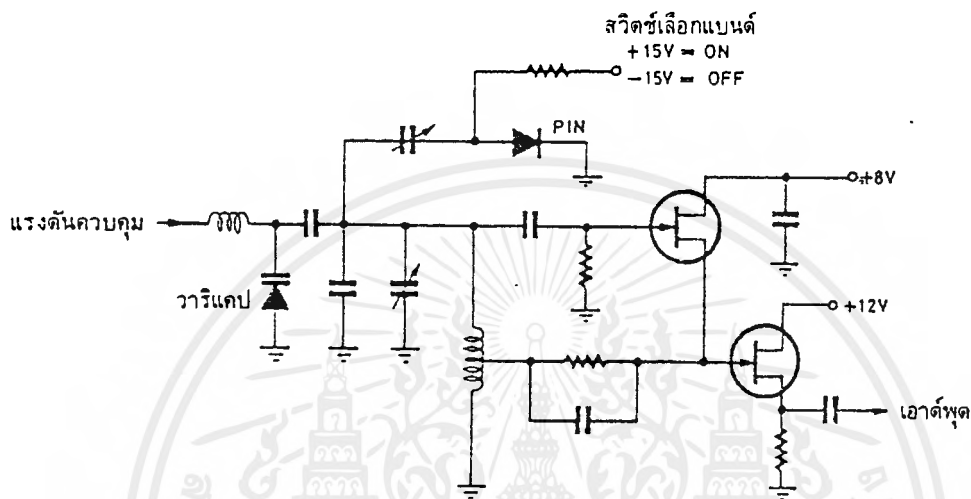 สวิตช์เลือกแบนด์
+15V = ON
-15V = OFF
PIN
+8V
แรงดันควบคุม
วาริแคป
+12V
เอาต์พุต